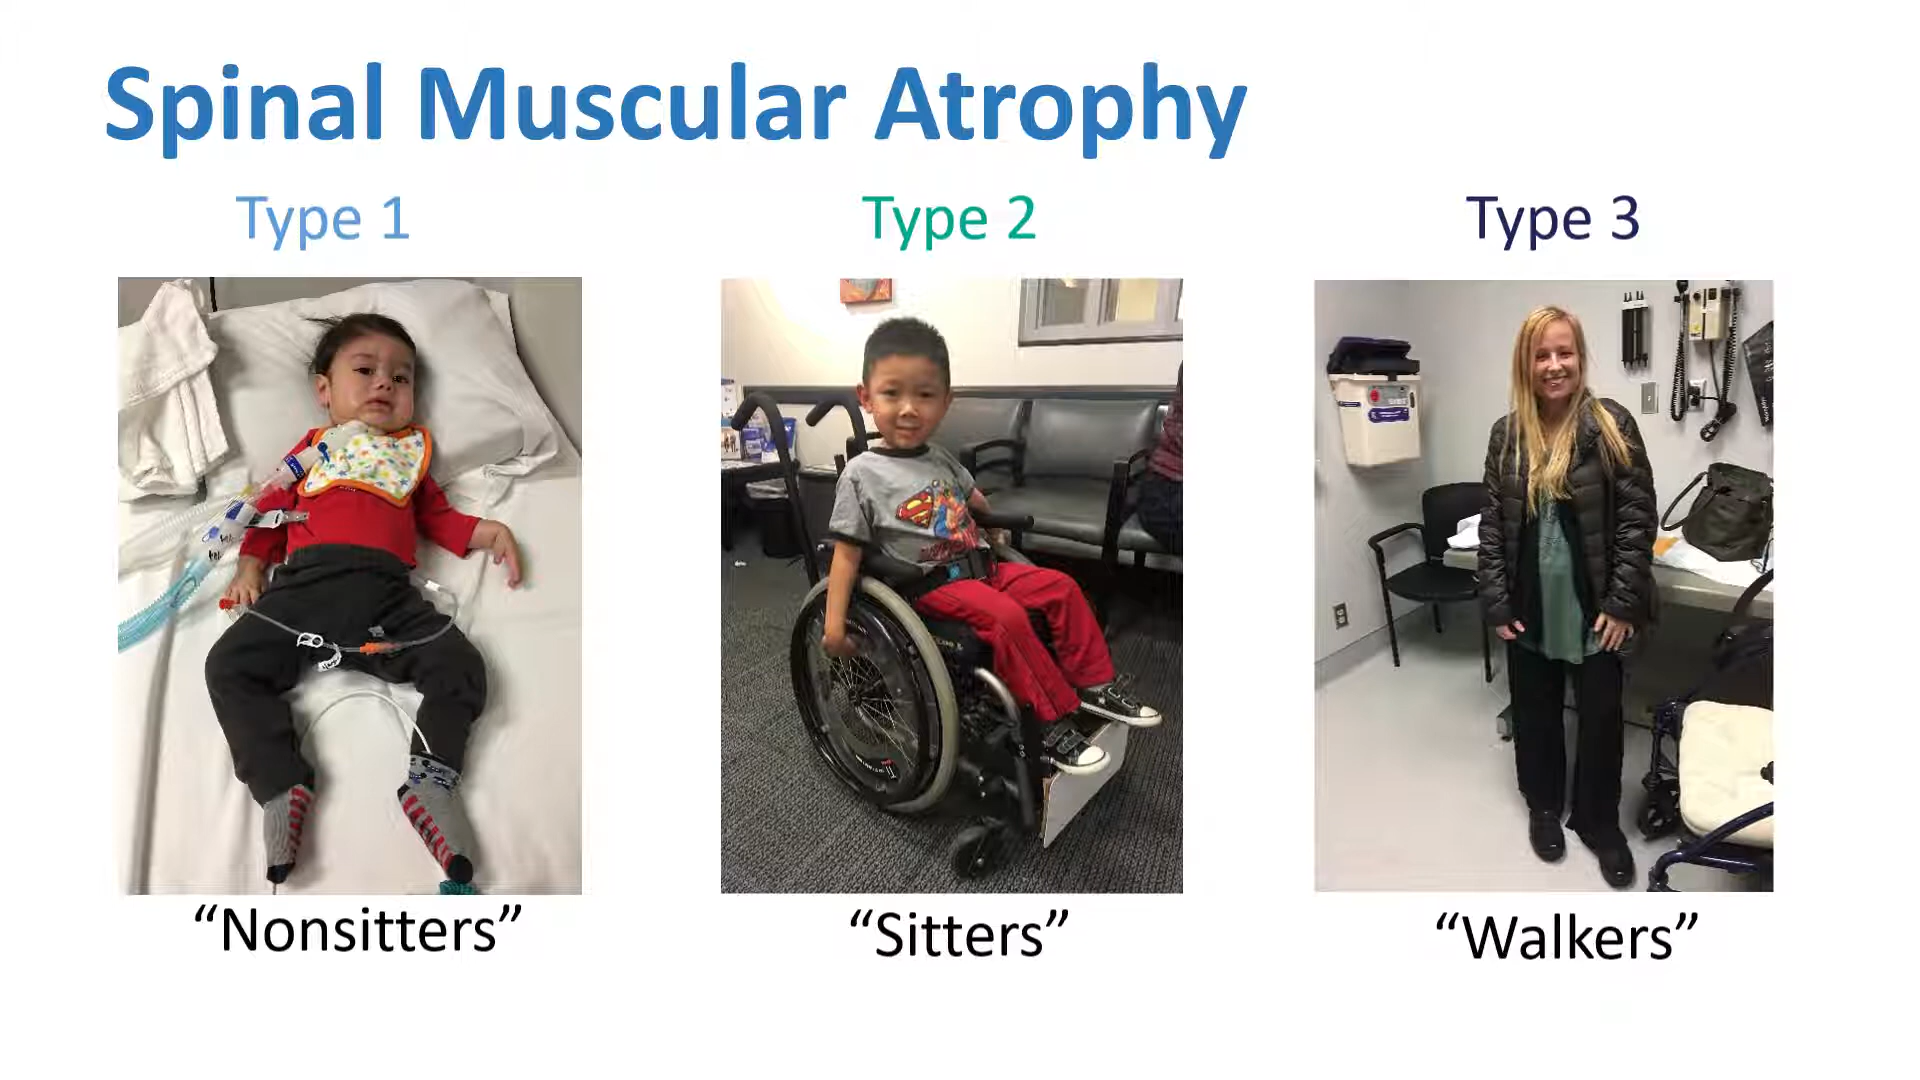 Spinal Muscular Atrophy
Type 1
Type 2
Type 3
“Nonsitters”
“Sitters”
“Walkers”